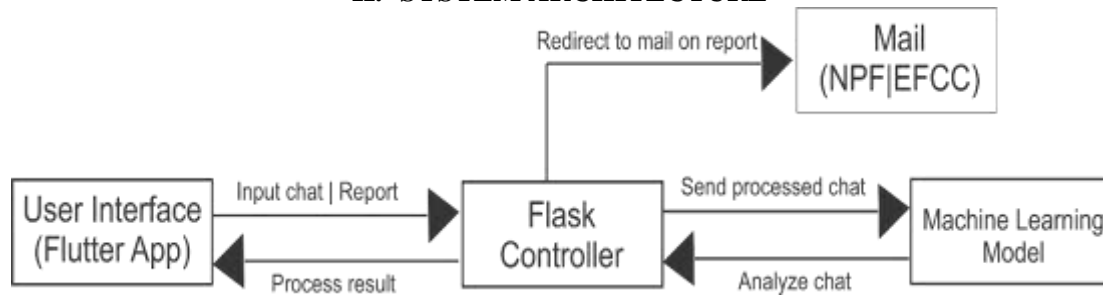 Redirect to mail on report
Mail
(NPF|EFCC)
Input chat | Report
Send processed chat
User Interface
(Flutter App)
Flask
Controller
Machine Learning
Model
Process result
Analyze chat